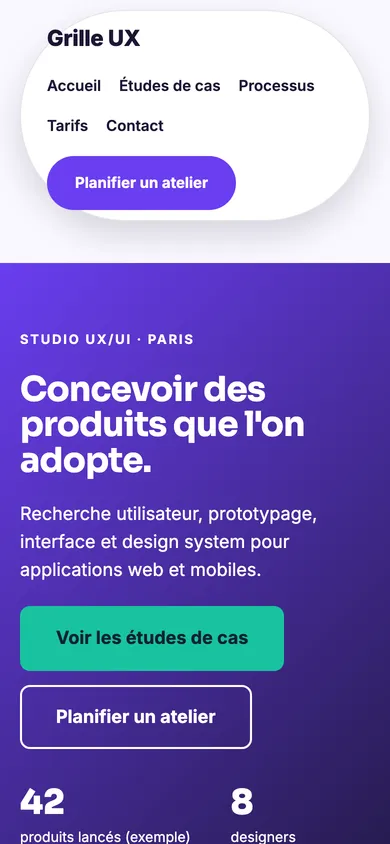 Grille UX
Accueil Études de cas Processus
Tarifs Contact
Planifier un atelier
STUDIO UX/UI · PARIS
Concevoir des
produits que l'on
adopte.
Recherche utilisateur, prototypage,
interface et design system pour
applications web et mobiles.
Voir les études de cas
Planifier un atelier
42 8
produits lancés (exemple) designers